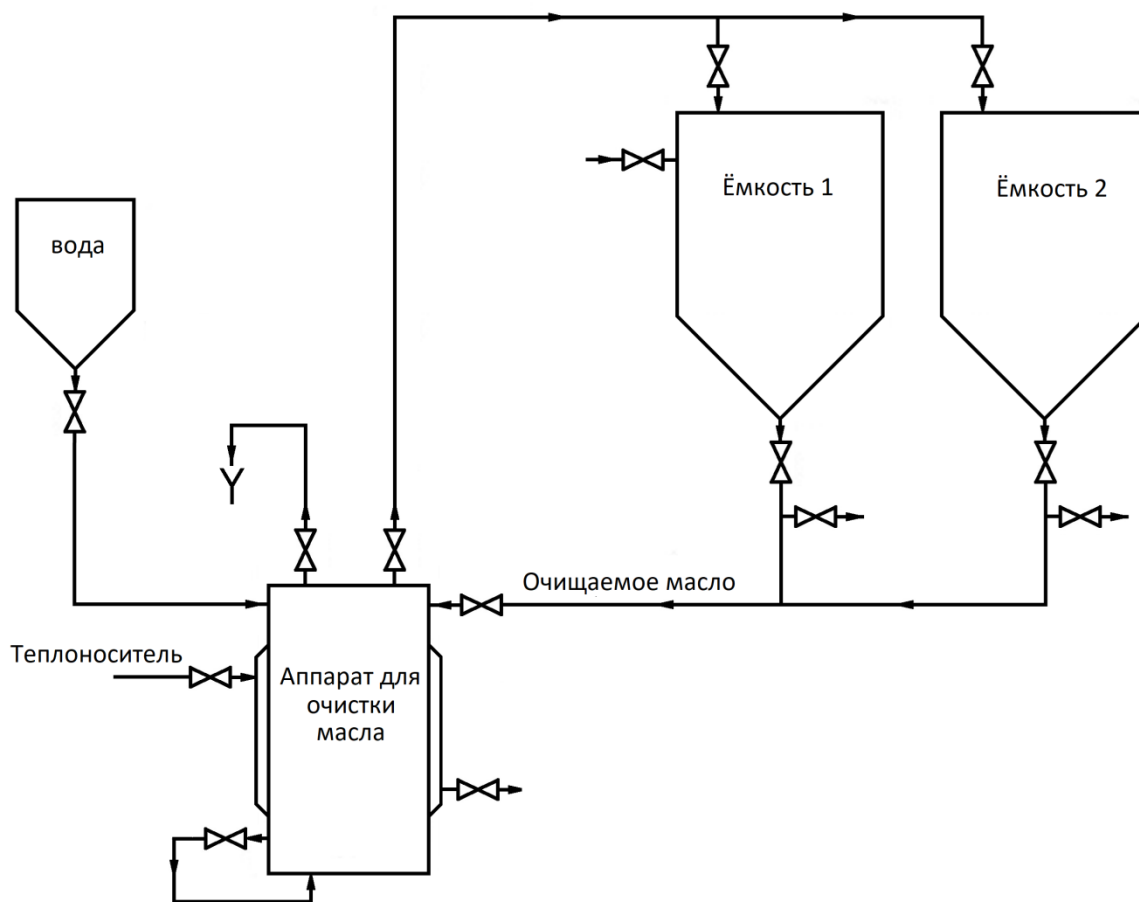 Ёмкость 1
Ёмкость 2
вода
Очищаемое масло
Теплоноситель
Аппарат для
очистки
масла